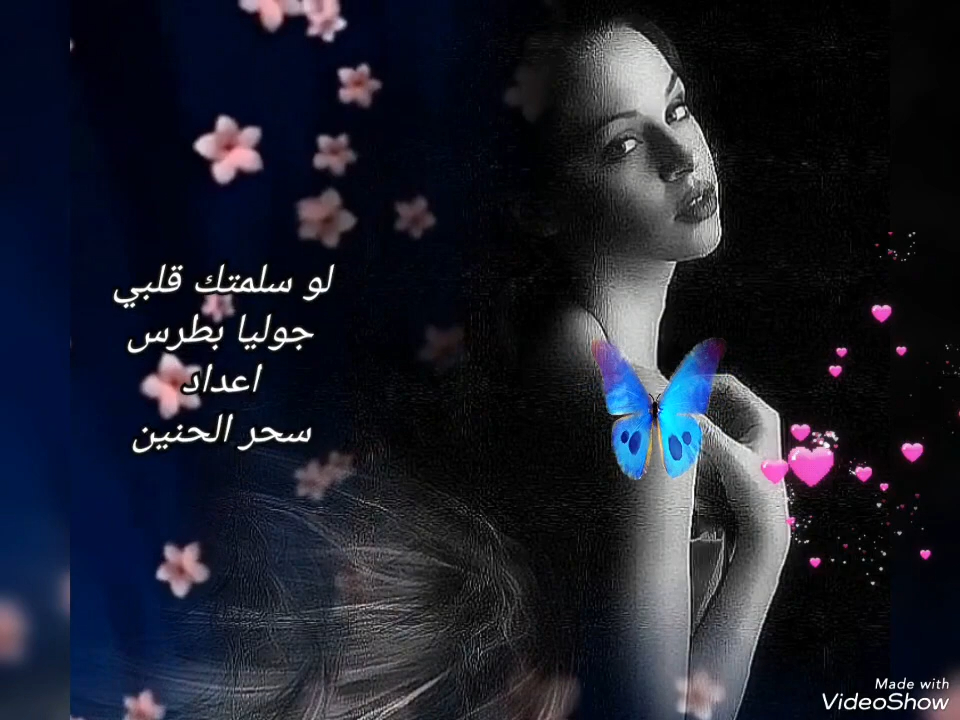 لو سلمتك قلبي
جوليا بطرس
اعداد
سحر الحنين
Made with
VideoShow